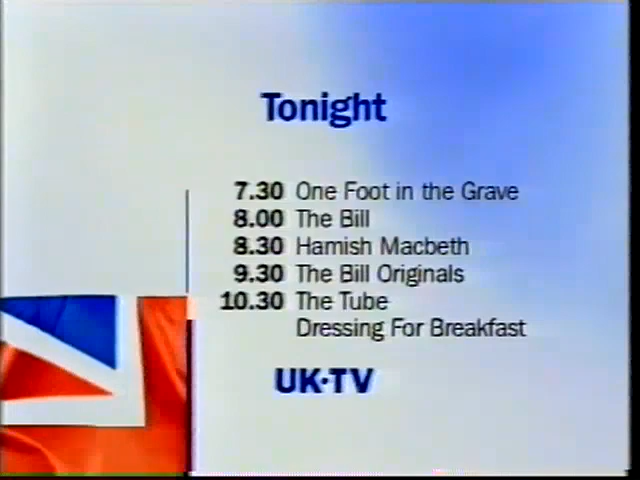 Tonight
7.30 One Foot in the Grave
8.00 The Bill
8.30 Hamish Macbeth
9.30 The Bill Originals
10.30 The Tube
Dressing For Breakfast
UK·TV